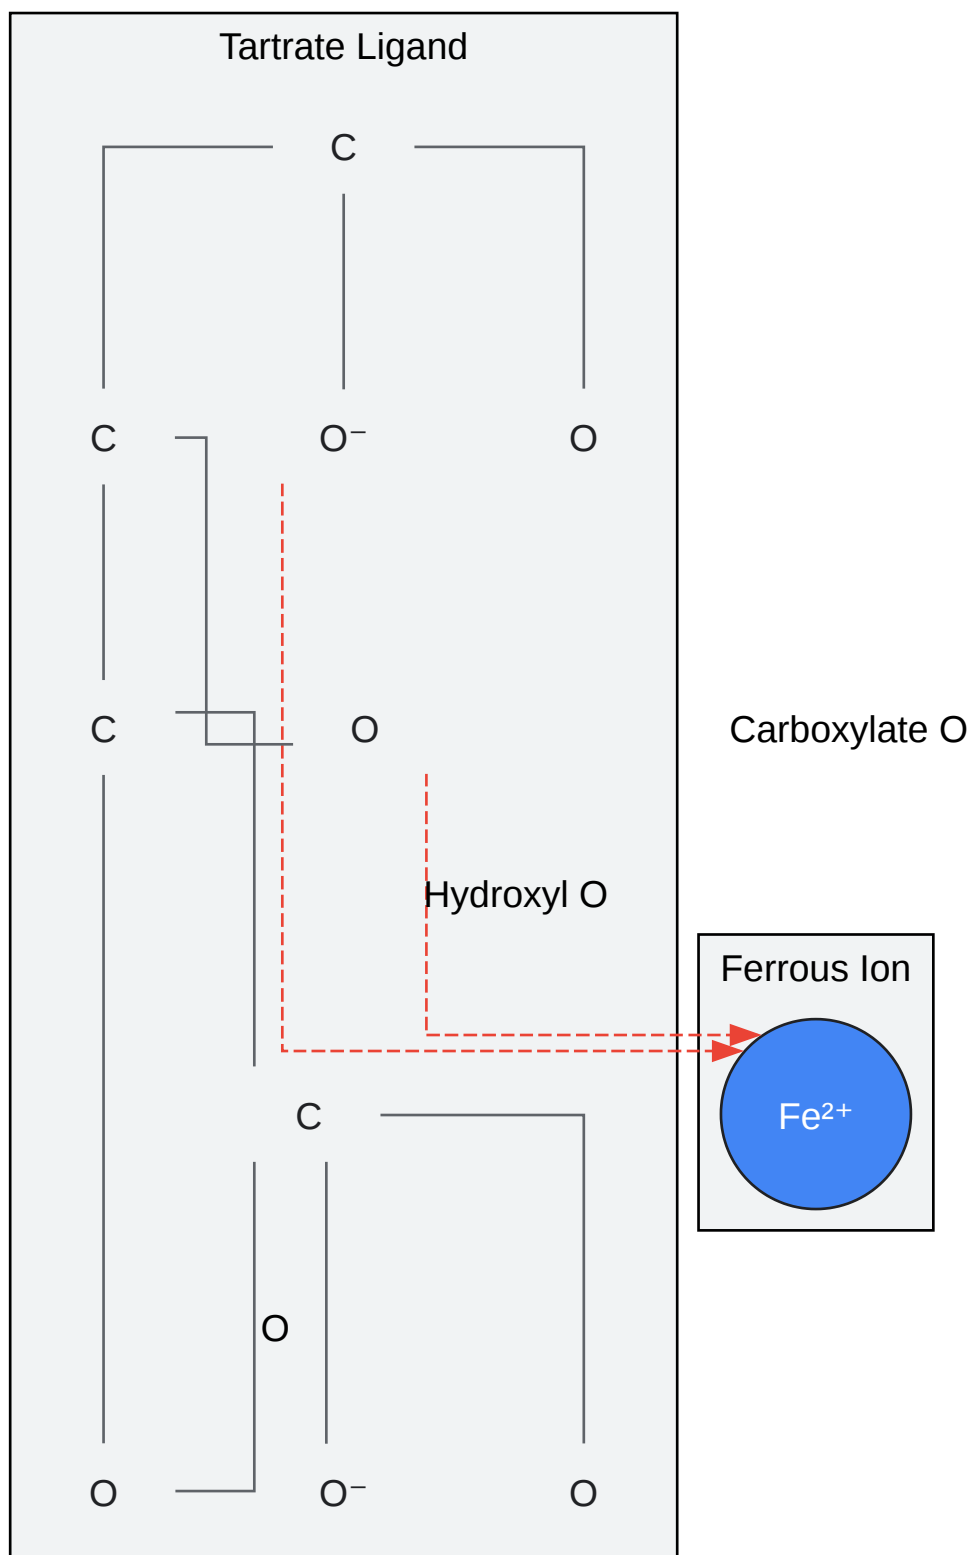 Tartrate Ligand
C
C
O⁻
O
C
O
Carboxylate O
Hydroxyl O
Ferrous Ion
C
Fe²⁺
O
O
O⁻
O